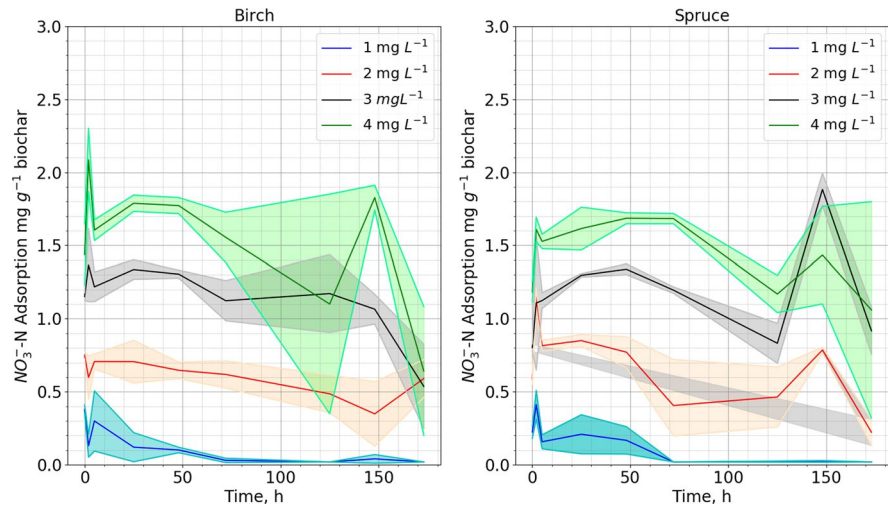 Birch
3.0
2.5
2.0
1.5
1.0
0.5
0.0
NO₃⁻-N Adsorption mg g⁻¹ biochar
1 mg L⁻¹
2 mg L⁻¹
3 mgL⁻¹
4 mg L⁻¹
0
50
100
150
Time, h
Spruce
3.0
2.5
2.0
1.5
1.0
0.5
0.0
NO₃⁻-N Adsorption mg g⁻¹ biochar
1 mg L⁻¹
2 mg L⁻¹
3 mg L⁻¹
4 mg L⁻¹
0
50
100
150
Time, h